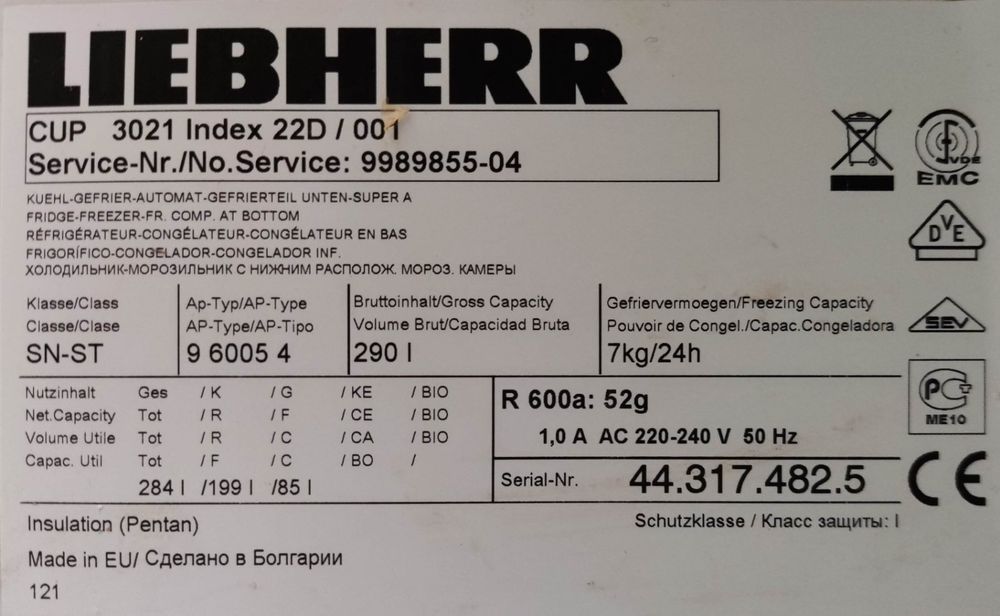 LIEBHERR
CUP 3021 Index 22D / 001
Service-Nr./No.Service: 9989855-04
VDE
EMC
KUEHL-GEFRIER-AUTOMAT-GEFRIERTEIL UNTEN-SUPER A
FRIDGE-FREEZER-FR. COMP. AT BOTTOM
RÉFRIGÉRATEUR-CONGÉLATEUR-CONGÉLATEUR EN BAS
FRIGORÍFICO-CONGELADOR-CONGELADOR INF.
ХОЛОДИЛЬНИК-МОРОЗИЛЬНИК С НИЖНИМ РАСПОЛОЖ. МОРОЗ. КАМЕРЫ
DVE
Klasse/Class Ap-Typ/AP-Type Bruttoinhalt/Gross Capacity Gefriervermoegen/Freezing Capacity
Classe/Clase AP-Type/AP-Tipo Volume Brut/Capacidad Bruta Pouvoir de Congel./Capac.Congeladora
SN-ST 9 6005 4 290 l 7kg/24h
SEV
Nutzinhalt Ges / K / G / KE / BIO
Net.Capacity Tot / R / F / CE / BIO
Volume Utile Tot / R / C / CA / BIO
Capac. Util Tot / F / C / BO /
284 l /199 l /85 l
R 600a: 52g
1,0 A AC 220-240 V 50 Hz
Serial-Nr. 44.317.482.5
РСТ
ME10
CE
Insulation (Pentan) Schutzklasse / Класс защиты: I
Made in EU/ Сделано в Болгарии
121